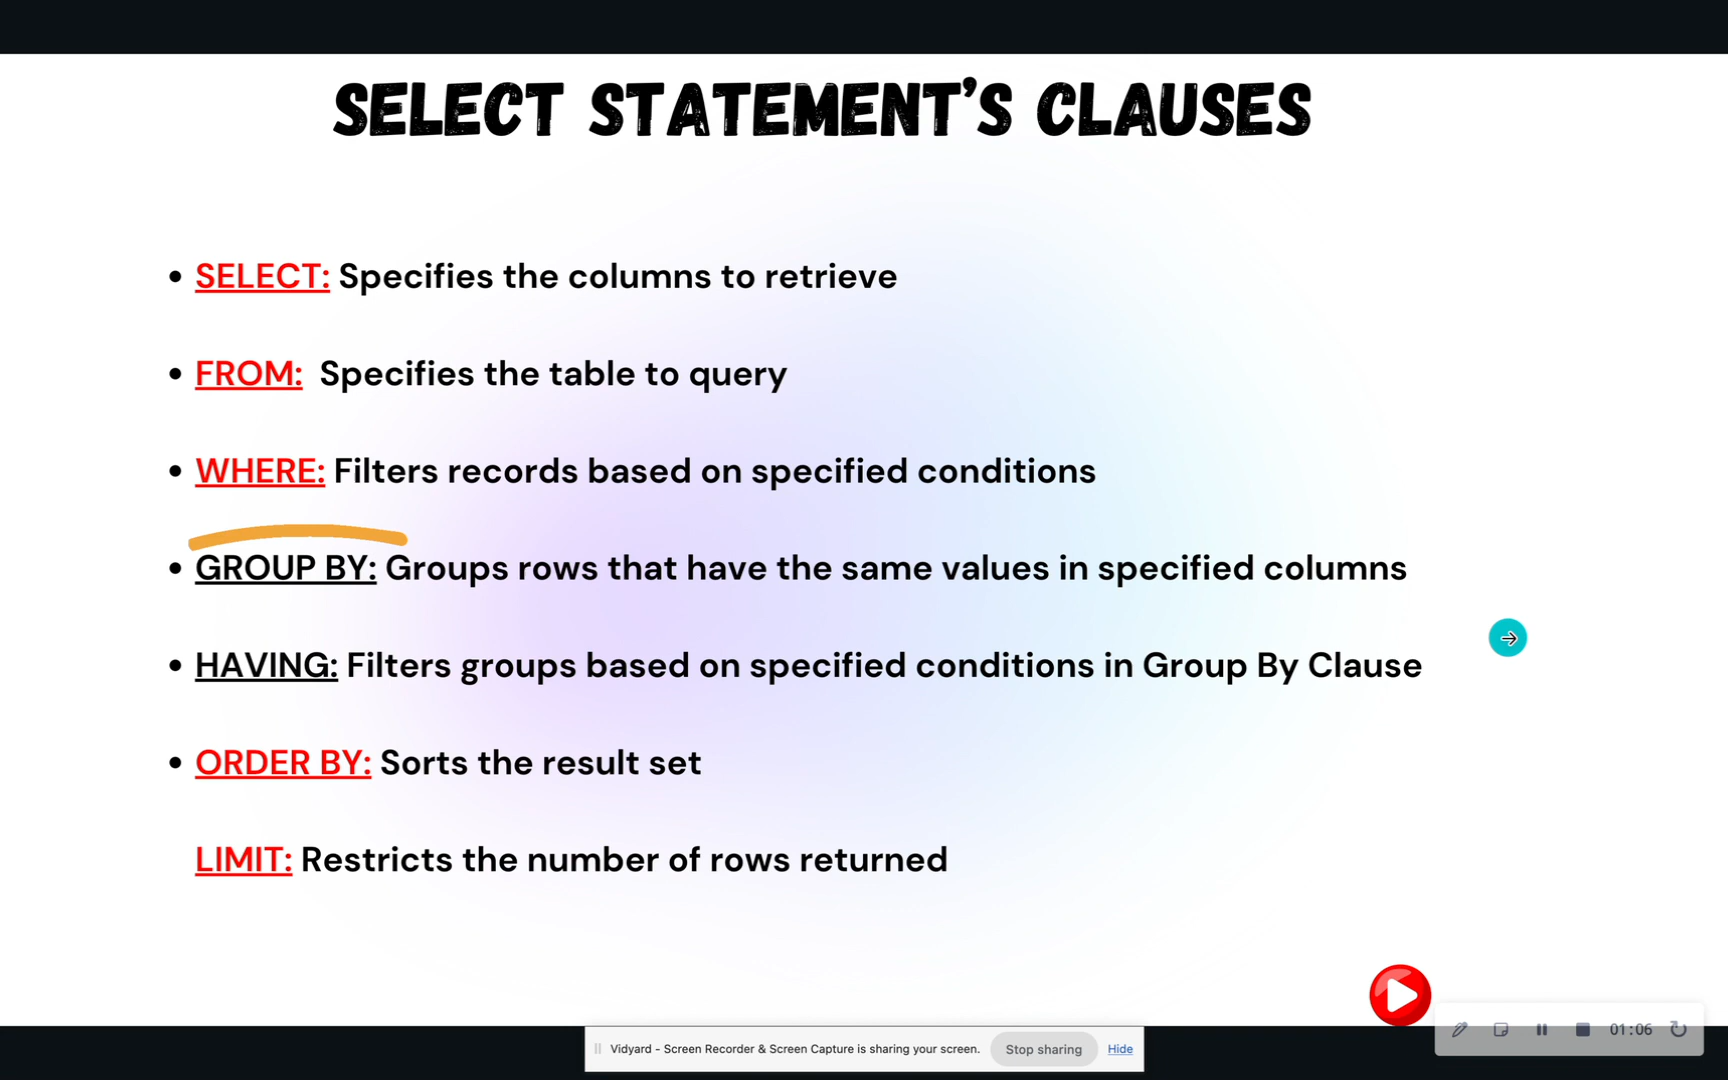 SELECT STATEMENT'S CLAUSES
• SELECT: Specifies the columns to retrieve
• FROM: Specifies the table to query
• WHERE: Filters records based on specified conditions
• GROUP BY: Groups rows that have the same values in specified columns
• HAVING: Filters groups based on specified conditions in Group By Clause
• ORDER BY: Sorts the result set
LIMIT: Restricts the number of rows returned
01:06
Vidyard - Screen Recorder & Screen Capture is sharing your screen. Stop sharing Hide